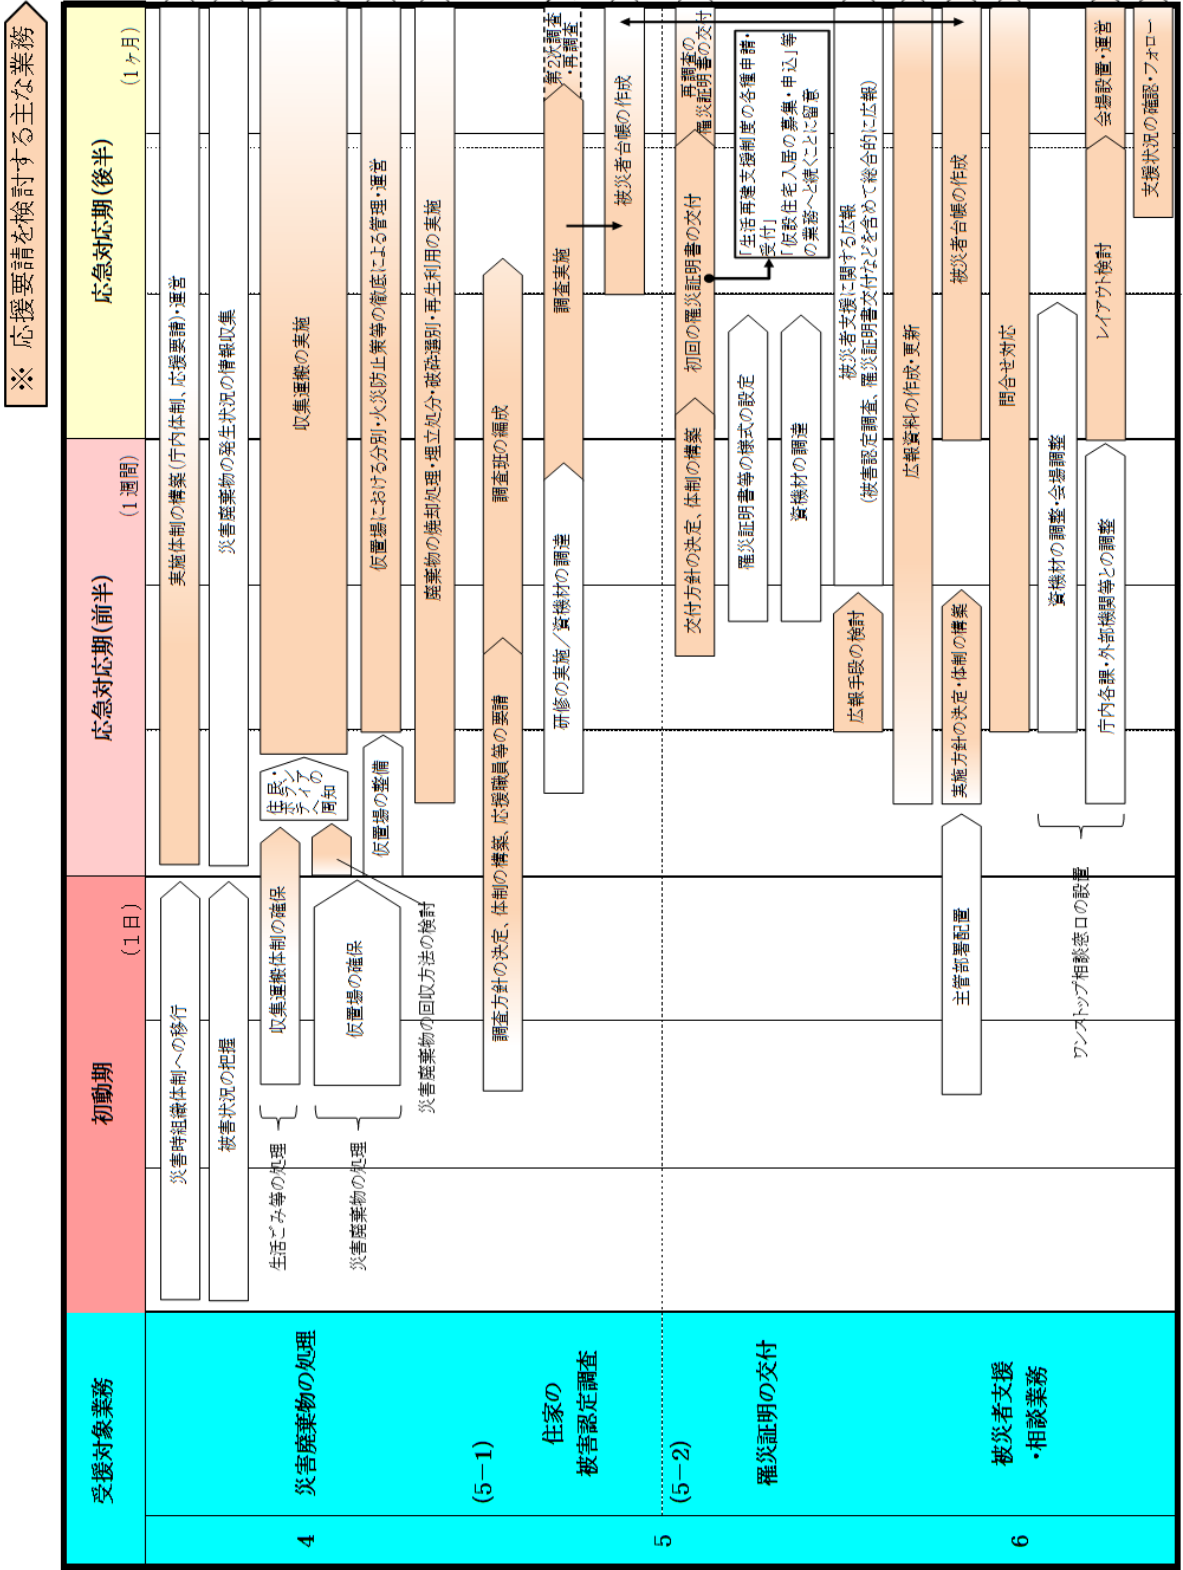 ※ 応援要請を検討する主な業務
受援対象業務
初動期
(1日)
応急対応期(前半)
(1週間)
応急対応期(後半)
(1ヶ月)
4
災害廃棄物の処理
災害時組織体制への移行
実施体制の構築(庁内体制、応援要請)・運営
被害状況の把握
災害廃棄物の発生状況の情報収集
生活ごみ等の処理
収集運搬体制の確保
住民・
ボラン
ティア
へ の
周知
収集運搬の実施
災害廃棄物の処理
仮置場の確保
仮置場の整備
仮置場における分別・火災防止策等の徹底による管理・運営
災害廃棄物の回収方法の検討
廃棄物の焼却処理・埋立処分・破砕選別・再生利用の実施
5
(5-1)
住家の
被害認定調査
調査方針の決定、体制の構築、応援職員等の要請
調査班の編成
研修の実施/資機材の調達
調査実施
第2次調査
・再調査
被災者台帳の作成
(5-2)
罹災証明の交付
交付方針の決定、体制の構築
初回の罹災証明書の交付
再調査の
罹災証明書の交付
罹災証明書等の様式の設定
「生活再建支援制度の各種申請・
受付」
「仮設住宅入居の募集・申込」等
の業務へと続くことに留意
資機材の調達
6
被災者支援
・相談業務
広報手段の検討
被災者支援に関する広報
(被害認定調査、罹災証明書交付などを含めて総合的に広報)
広報資料の作成・更新
主管部署配置
実施方針の決定・体制の構築
被災者台帳の作成
問合せ対応
ワンストップ相談窓口の設置
資機材の調整・会場調整
庁内各課・外部機関等との調整
レイアウト検討
会場設置・運営
支援状況の確認・フォロー